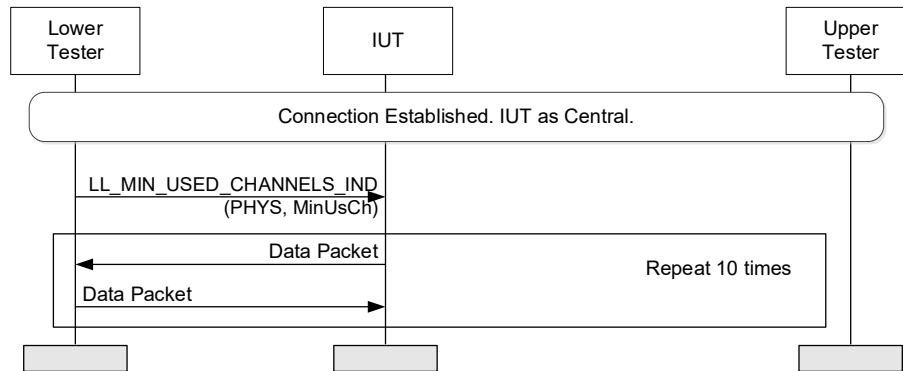 Lower
Tester
IUT
Upper
Tester
Connection Established. IUT as Central.
LL_MIN_USED_CHANNELS_IND
(PHYS, MinUsCh)
Data Packet
Repeat 10 times
Data Packet